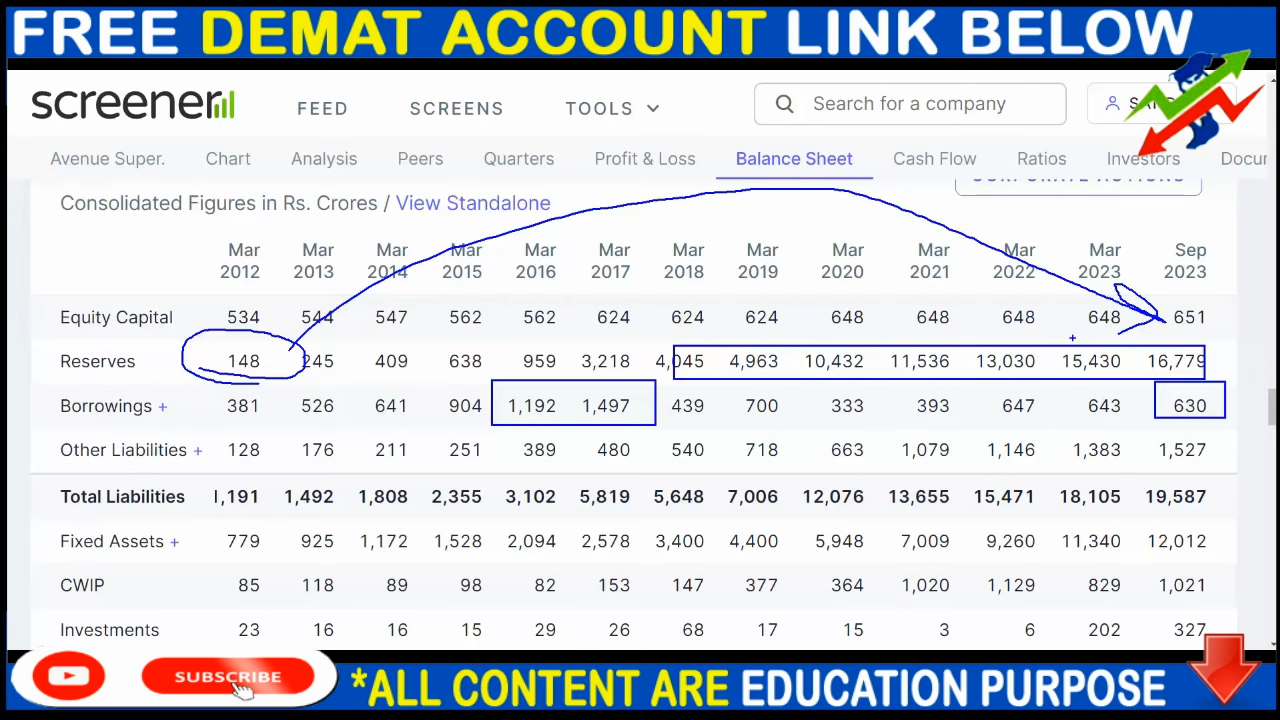 FREE DEMAT ACCOUNT LINK BELOW
screener
FEED SCREENS TOOLS
Search for a company
Avenue Super. Chart Analysis Peers Quarters Profit & Loss Balance Sheet Cash Flow Ratios Investors Docur
CORPORATE ACTIONS
Consolidated Figures in Rs. Crores / View Standalone
Mar 2012 Mar 2013 Mar 2014 Mar 2015 Mar 2016 Mar 2017 Mar 2018 Mar 2019 Mar 2020 Mar 2021 Mar 2022 Mar 2023 Sep 2023
Equity Capital 534 544 547 562 562 624 624 624 648 648 648 648 651
Reserves 148 245 409 638 959 3,218 4,045 4,963 10,432 11,536 13,030 15,430 16,779
Borrowings + 381 526 641 904 1,192 1,497 439 700 333 393 647 643 630
Other Liabilities + 128 176 211 251 389 480 540 718 663 1,079 1,146 1,383 1,527
Total Liabilities 1,191 1,492 1,808 2,355 3,102 5,819 5,648 7,006 12,076 13,655 15,471 18,105 19,587
Fixed Assets + 779 925 1,172 1,528 2,094 2,578 3,400 4,400 5,948 7,009 9,260 11,340 12,012
CWIP 85 118 89 98 82 153 147 377 364 1,020 1,129 829 1,021
Investments 23 16 16 15 29 26 68 17 15 3 6 202 327
SUBSCRIBE
*ALL CONTENT ARE EDUCATION PURPOSE